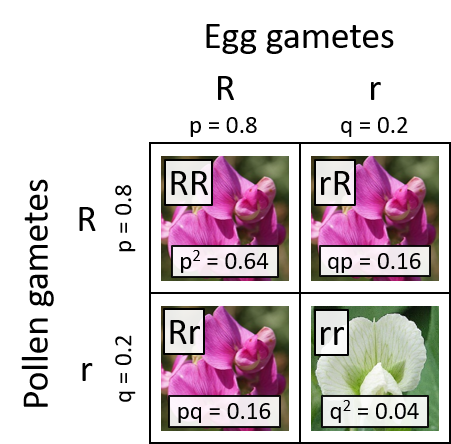 Egg gametes
R r
p = 0.8 q = 0.2
Pollen gametes
R
p = 0.8
RR
p² = 0.64
rR
qp = 0.16
r
q = 0.2
Rr
pq = 0.16
rr
q² = 0.04